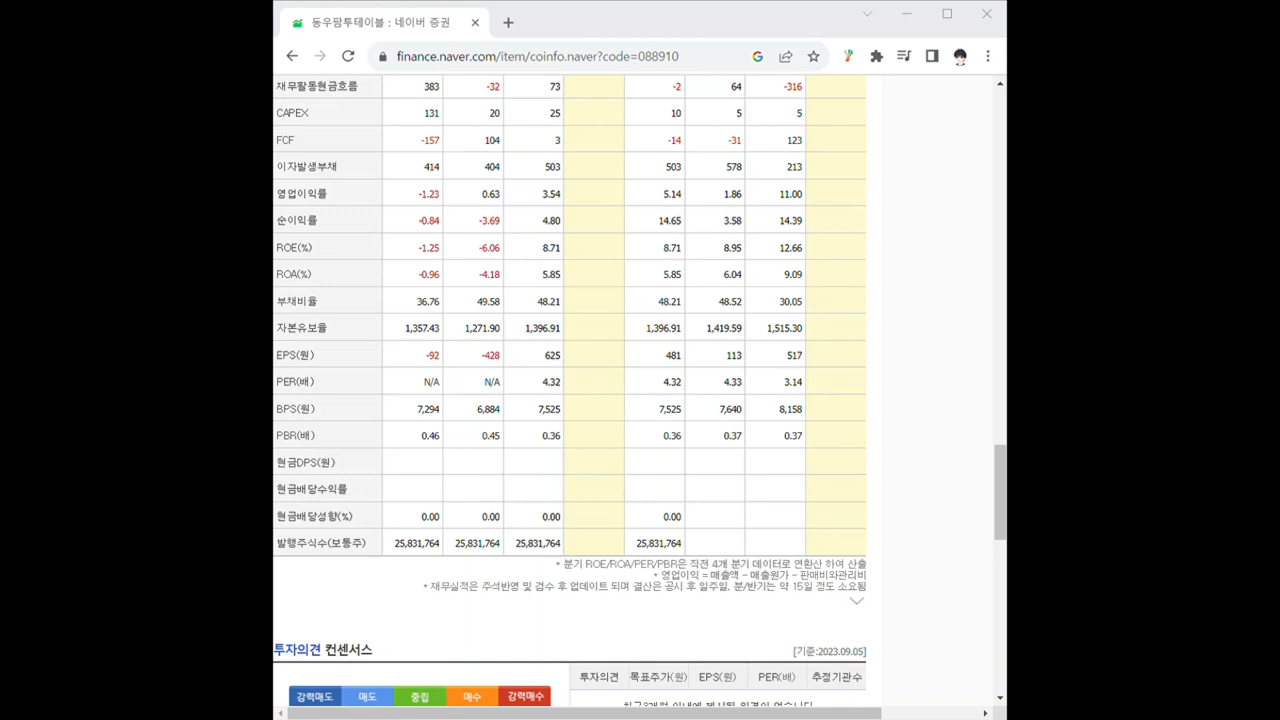 동우팜투테이블 : 네이버 증권
finance.naver.com/item/coinfo.naver?code=088910
재무활동현금흐름 383 -32 73 -2 64 -316
CAPEX 131 20 25 10 5 5
FCF -157 104 3 -14 -31 123
이자발생부채 414 404 503 503 578 213
영업이익률 -1.23 0.63 3.54 5.14 1.86 11.00
순이익률 -0.84 -3.69 4.80 14.65 3.58 14.39
ROE(%) -1.25 -6.06 8.71 8.71 8.95 12.66
ROA(%) -0.96 -4.18 5.85 5.85 6.04 9.09
부채비율 36.76 49.58 48.21 48.21 48.52 30.05
자본유보율 1,357.43 1,271.90 1,396.91 1,396.91 1,419.59 1,515.30
EPS(원) -92 -428 625 481 113 517
PER(배) N/A N/A 4.32 4.32 4.33 3.14
BPS(원) 7,294 6,884 7,525 7,525 7,640 8,158
PBR(배) 0.46 0.45 0.36 0.36 0.37 0.37
현금DPS(원)
현금배당수익률
현금배당성향(%) 0.00 0.00 0.00 0.00
발행주식수(보통주) 25,831,764 25,831,764 25,831,764 25,831,764
* 분기 ROE/ROA/PER/PBR은 직전 4개 분기 데이터로 연환산 하여 산출
* 영업이익 = 매출액 - 매출원가 - 판매비와관리비
* 재무실적은 주석반영 및 검수 후 업데이트 되며 결산은 공시 후 일주일, 분/반기는 약 15일 정도 소요됨
투자의견 컨센서스 [기준:2023.09.05]
투자의견 목표주가(원) EPS(원) PER(배) 추정기관수
강력매도 매도 중립 매수 강력매수